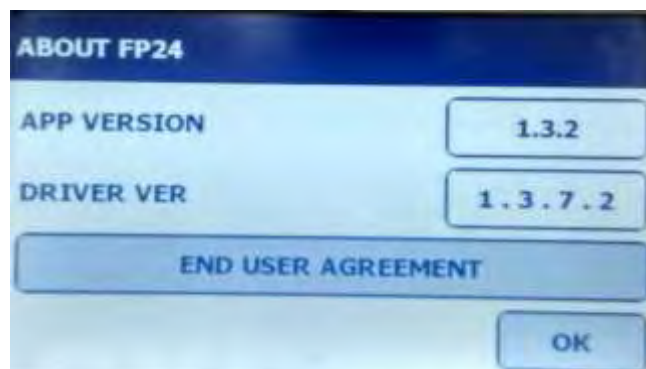 ABOUT FP24
APP VERSION 1.3.2
DRIVER VER 1.3.7.2
END USER AGREEMENT
OK